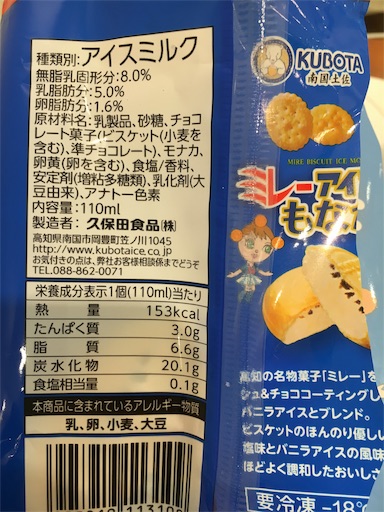 種類別:アイスミルク
無脂乳固形分:8.0%
乳脂肪分:5.0%
卵脂肪分:1.6%
原材料名:乳製品、砂糖、チョコ
レート菓子(ビスケット(小麦を
含む)、準チョコレート)、モナカ、
卵黄(卵を含む)、食塩/香料、
安定剤(増粘多糖類)、乳化剤(大
豆由来)、アナトー色素
内容量:110ml
製造者: 久保田食品㈱
高知県南国市岡豊町笠ノ川1045
http://www.kubotaice.co.jp
お気付きの点は、弊社お客様相談係までどうぞ
TEL.088-862-0071
栄養成分表示1個(110ml)当たり
熱量 153kcal
たんぱく質 3.0g
脂質 6.6g
炭水化物 20.1g
食塩相当量 0.1g
本商品に含まれているアレルギー物質
乳、卵、小麦、大豆
KUBOTA
南国土佐
MIRE BISCUIT ICE MO
ミレーアイ
もなか
高知の名物菓子「ミレー」を
シュ&チョココーティングし
バニラアイスとブレンド。
ビスケットのほんのり優しい
塩味とバニラアイスの風味
ほどよく調和したおいしさ
要冷凍 −18℃